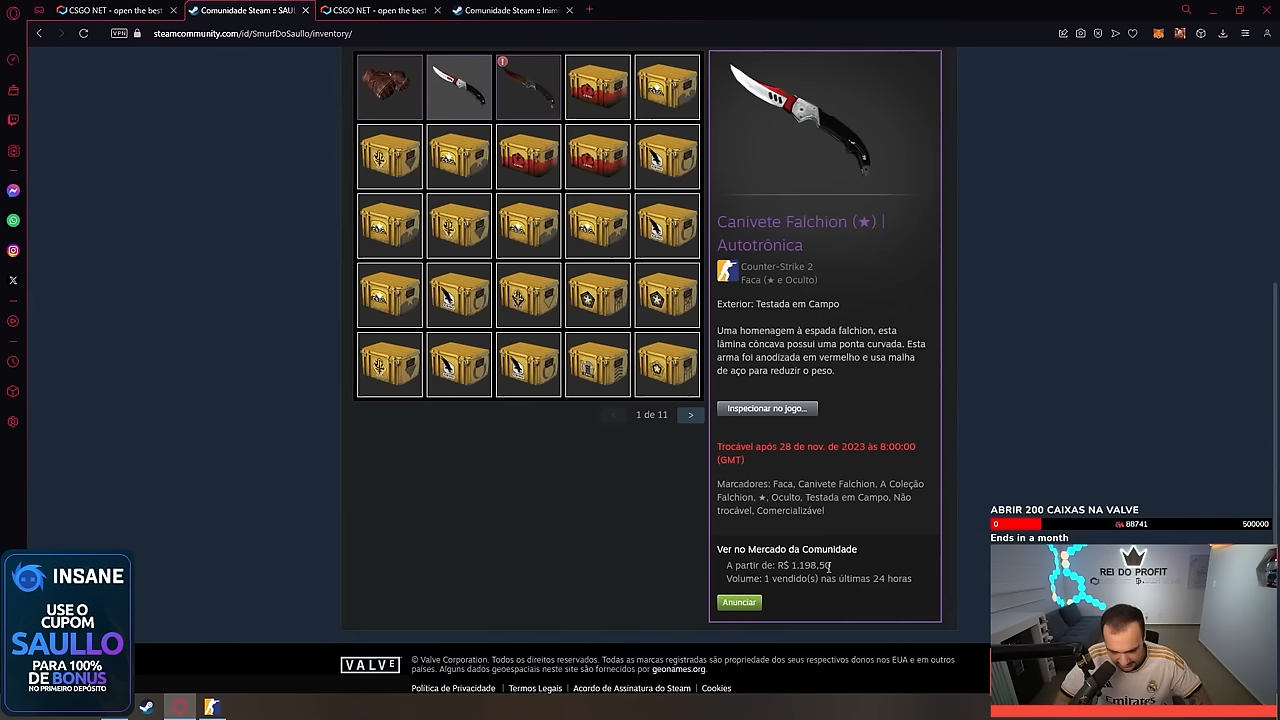 CSGO NET - open the best
Comunidade Steam :: SAUL
CSGO NET - open the best
Comunidade Steam :: Inim
VPN
steamcommunity.com/id/SmurfDoSaullo/inventory/
Canivete Falchion (★) |
Autotrônica
Counter-Strike 2
Faca (★ e Oculto)
Exterior: Testada em Campo
Uma homenagem à espada falchion, esta
lâmina côncava possui uma ponta curvada. Esta
arma foi anodizada em vermelho e usa malha
de aço para reduzir o peso.
Inspecionar no jogo...
1 de 11
Trocável após 28 de nov. de 2023 às 8:00:00
(GMT)
Marcadores: Faca, Canivete Falchion, A Coleção
Falchion, ★, Oculto, Testada em Campo, Não
trocável, Comercializável
Ver no Mercado da Comunidade
A partir de: R$ 1.198,50
Volume: 1 vendido(s) nas últimas 24 horas
Anunciar
ABRIR 200 CAIXAS NA VALVE
0 88741 500000
Ends in a month
REI DO PROFIT
Emirates
INSANE
USE O
CUPOM
SAULLO
PARA 100%
DE BONUS
NO PRIMEIRO DEPÓSITO
VALVE
© Valve Corporation. Todos os direitos reservados. Todas as marcas registradas são propriedade dos seus respectivos donos nos EUA e em outros
países. Alguns dados geoespaciais neste site são fornecidos por geonames.org.
Política de Privacidade | Termos Legais | Acordo de Assinatura do Steam | Cookies